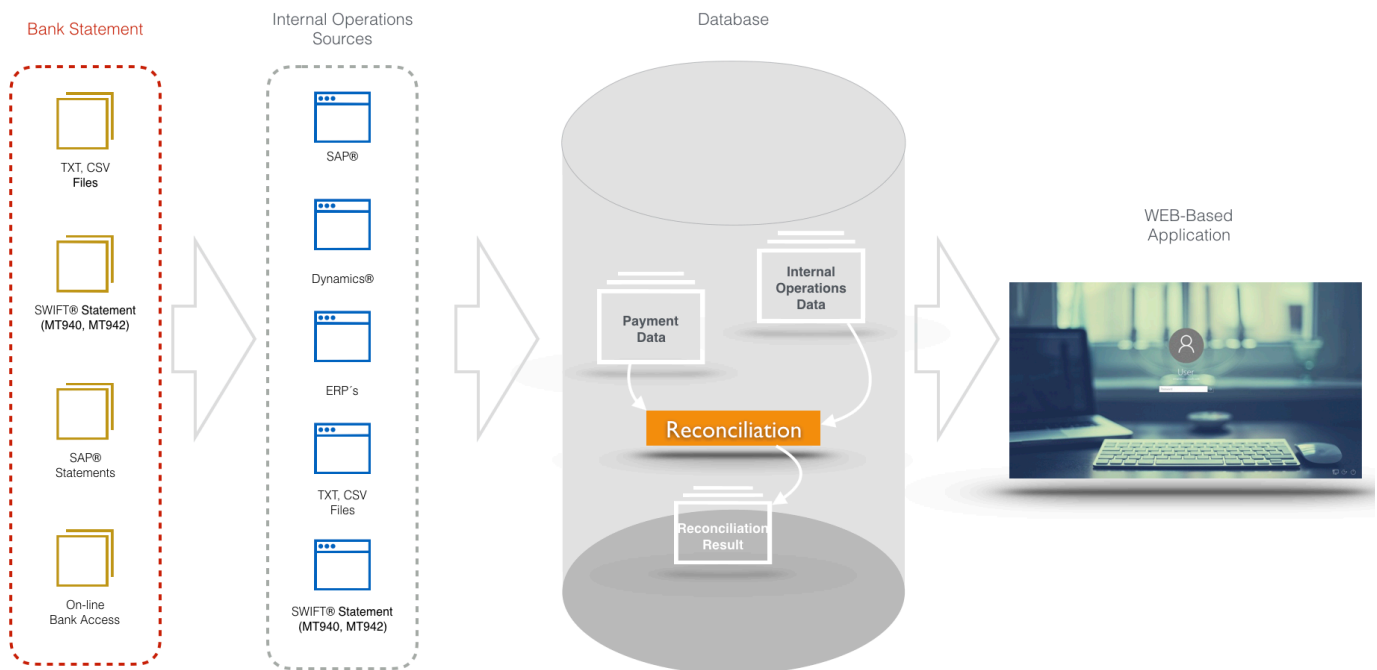 Bank Statement
TXT, CSV
Files
SWIFT® Statement
(MT940, MT942)
SAP®
Statements
On-line
Bank Access
Internal Operations
Sources
SAP®
Dynamics®
ERP´s
TXT, CSV
Files
SWIFT® Statement
(MT940, MT942)
Database
Payment
Data
Internal
Operations
Data
Reconciliation
Reconciliation
Result
WEB-Based
Application
User